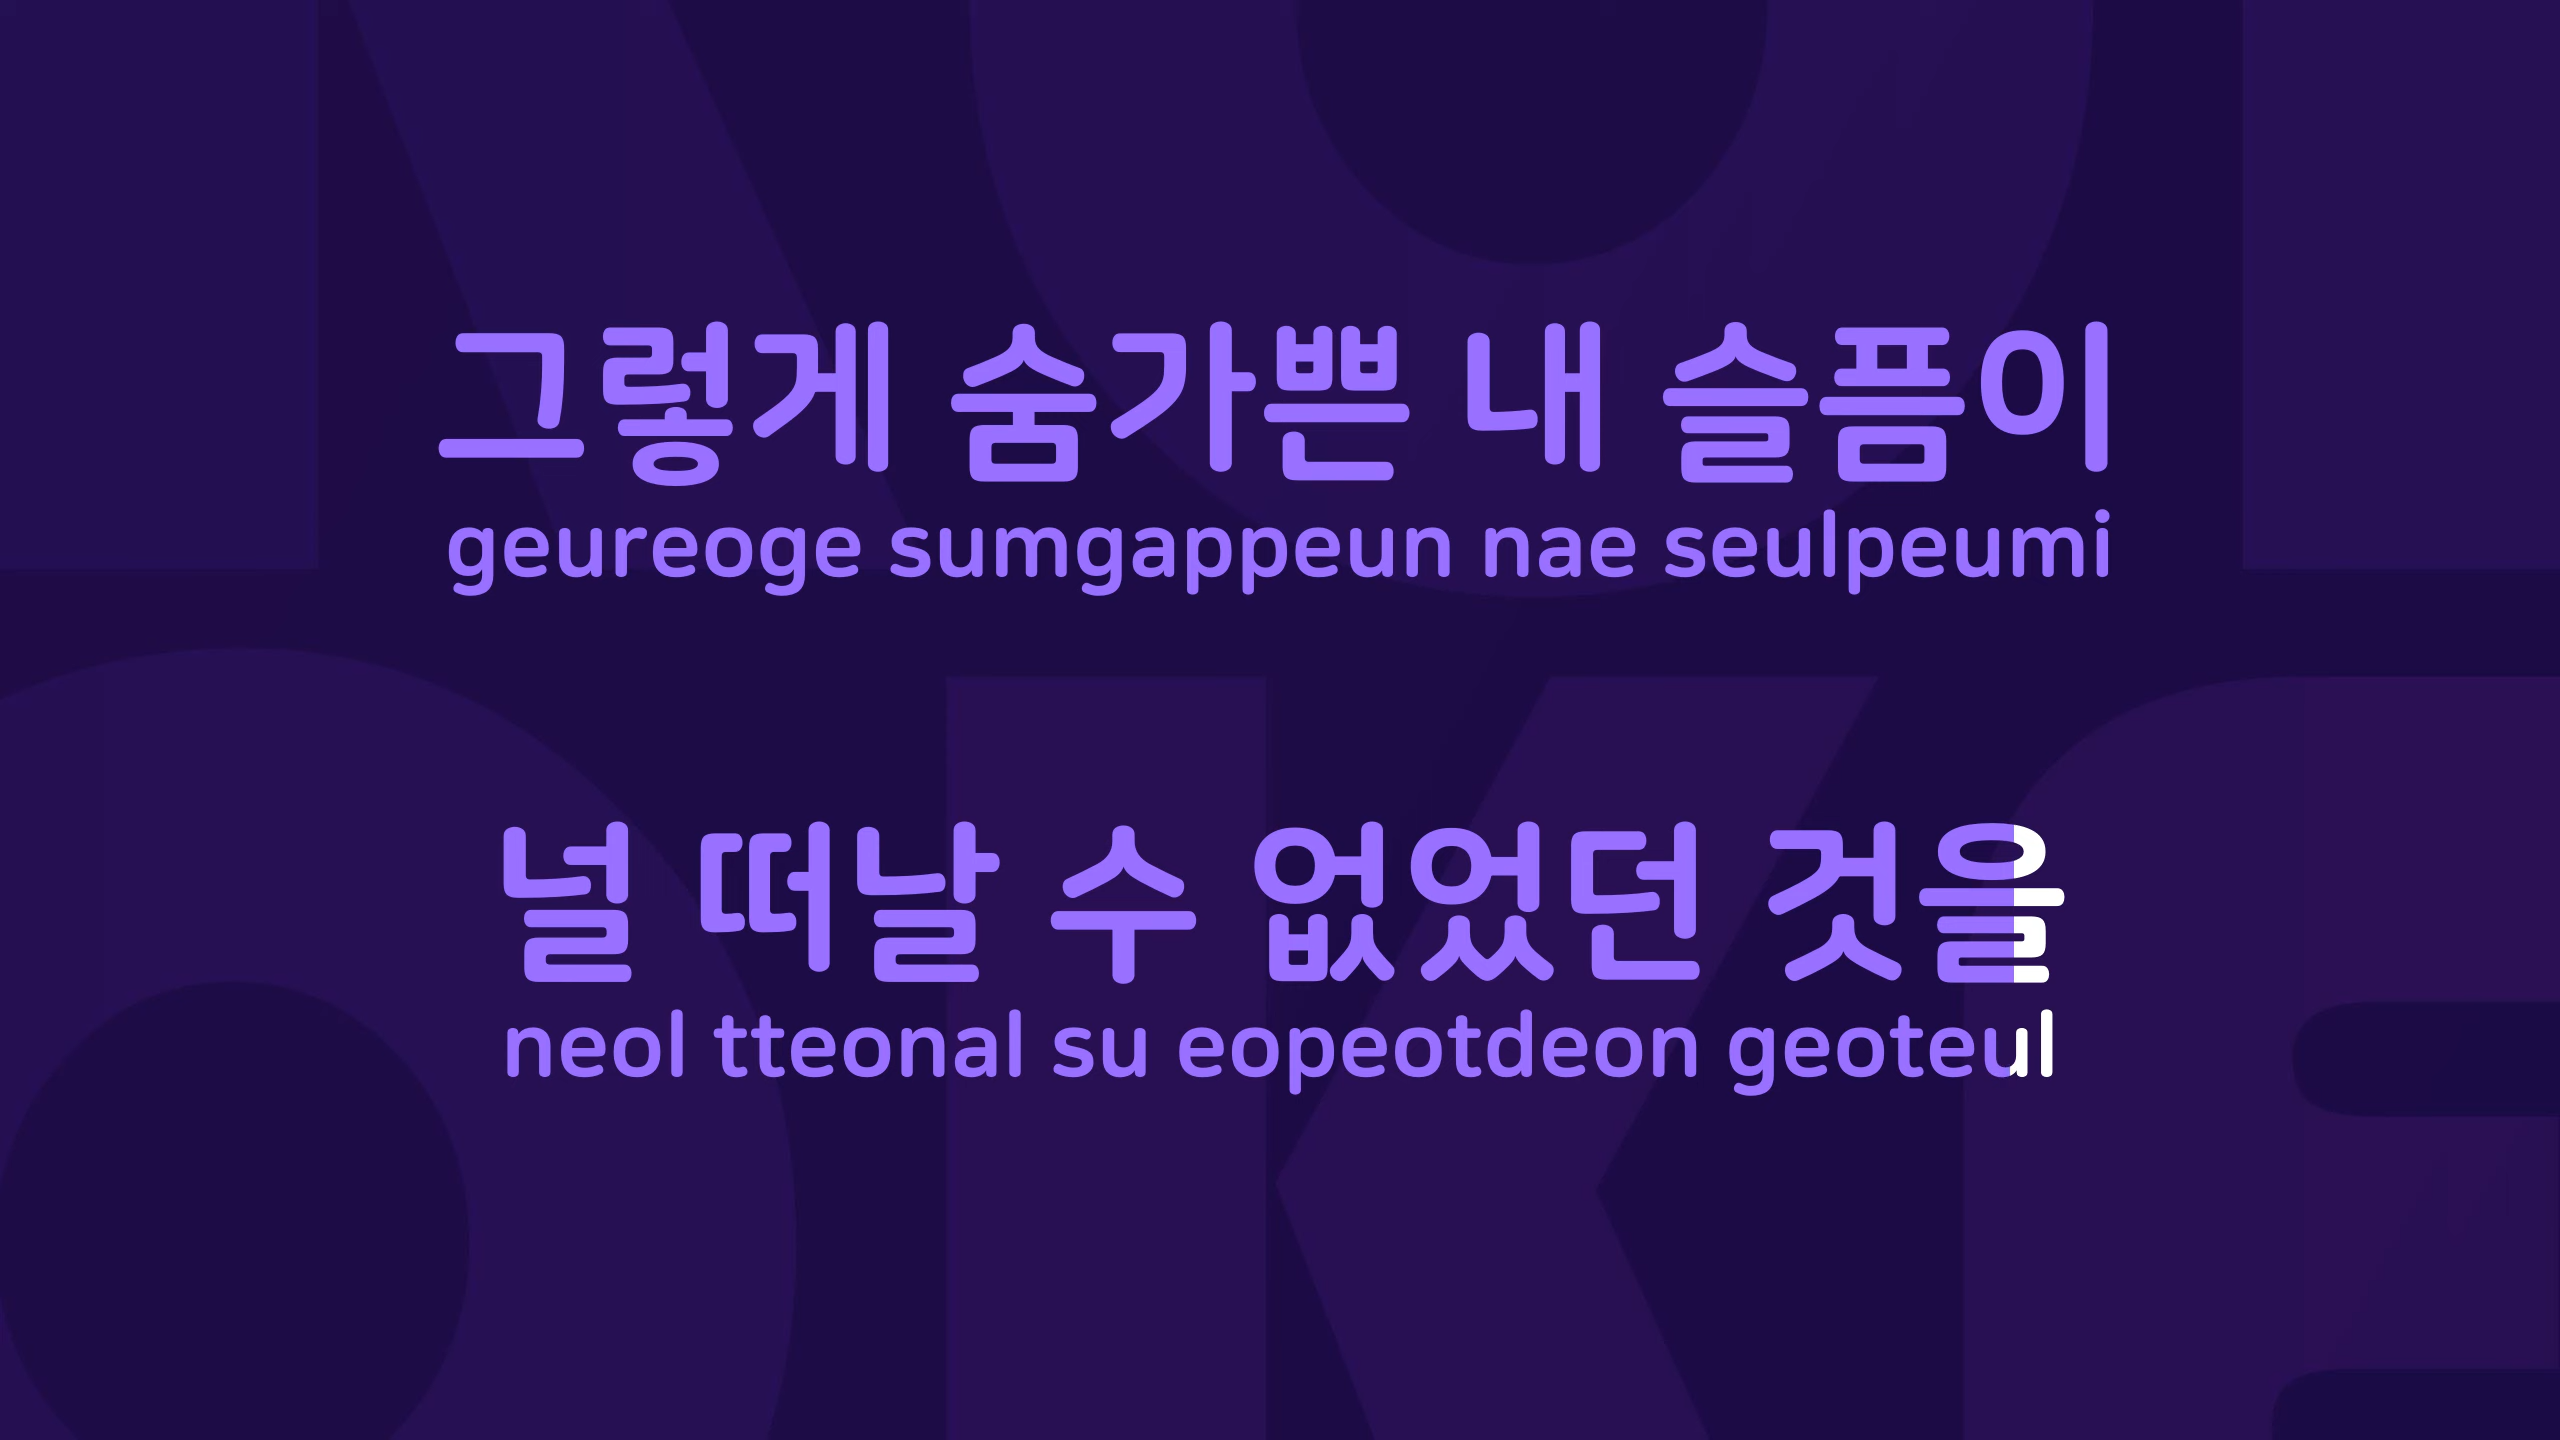 그렇게 숨가쁜 내 슬픔이
geureoge sumgappeun nae seulpeumi
널 떠날 수 없었던 것을
neol tteonal su eopeotdeon geoteul